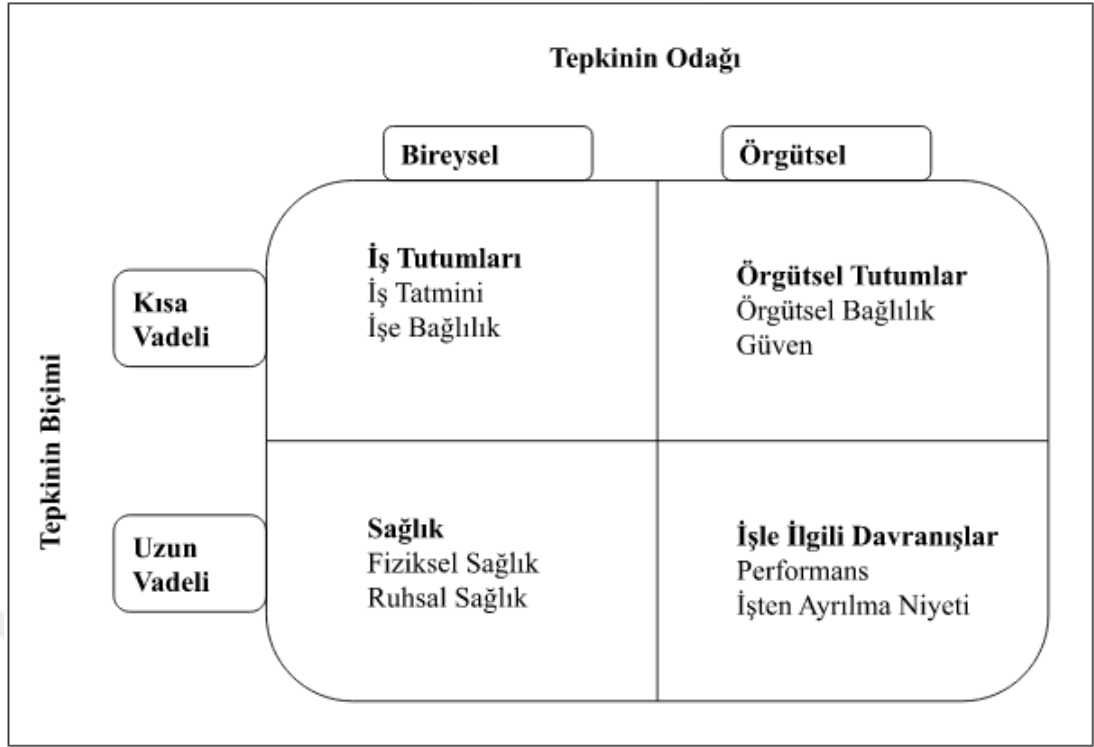 Tepkinin Odağı
Bireysel
Örgütsel
Tepkinin Biçimi
Kısa
Vadeli
İş Tutumları
İş Tatmini
İşe Bağlılık
Örgütsel Tutumlar
Örgütsel Bağlılık
Güven
Uzun
Vadeli
Sağlık
Fiziksel Sağlık
Ruhsal Sağlık
İşle İlgili Davranışlar
Performans
İşten Ayrılma Niyeti